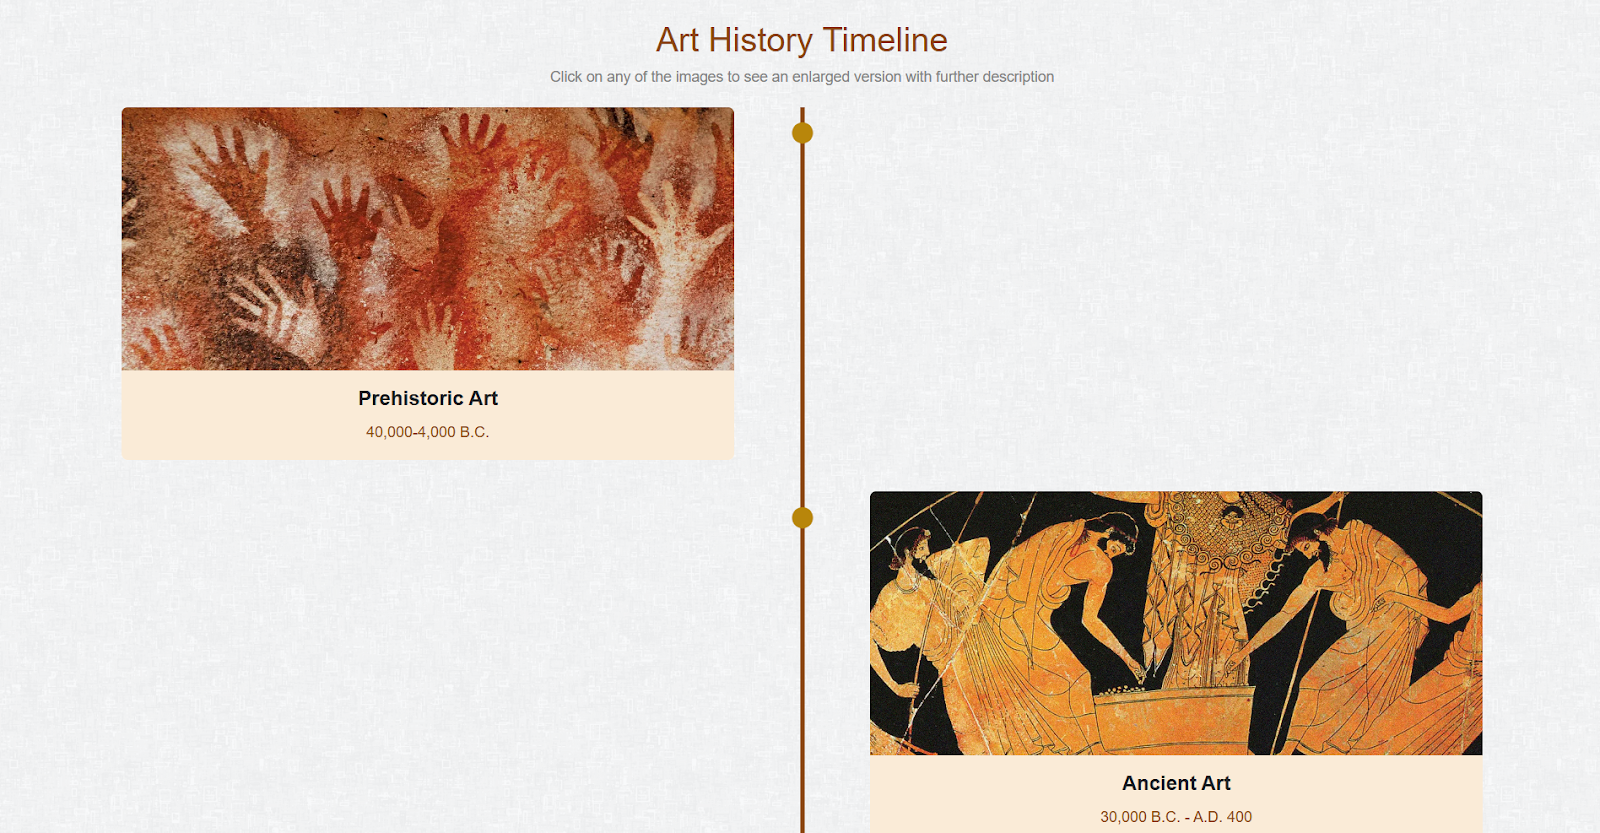 Art History Timeline
Click on any of the images to see an enlarged version with further description
Prehistoric Art
40,000-4,000 B.C.
Ancient Art
30,000 B.C. - A.D. 400